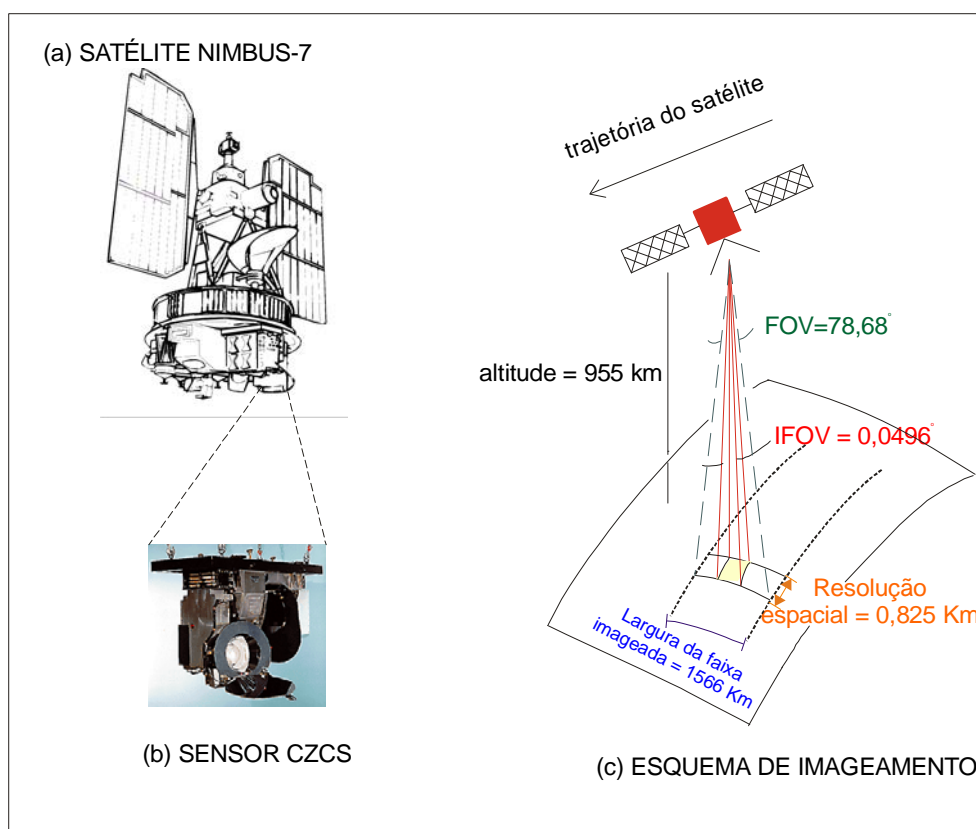 (a) SATÉLITE NIMBUS-7
trajetória do satélite
FOV=78,68°
altitude = 955 km
IFOV = 0,0496°
Resolução
espacial = 0,825 Km
Largura da faixa
imageada = 1566 Km
(b) SENSOR CZCS
(c) ESQUEMA DE IMAGEAMENTO